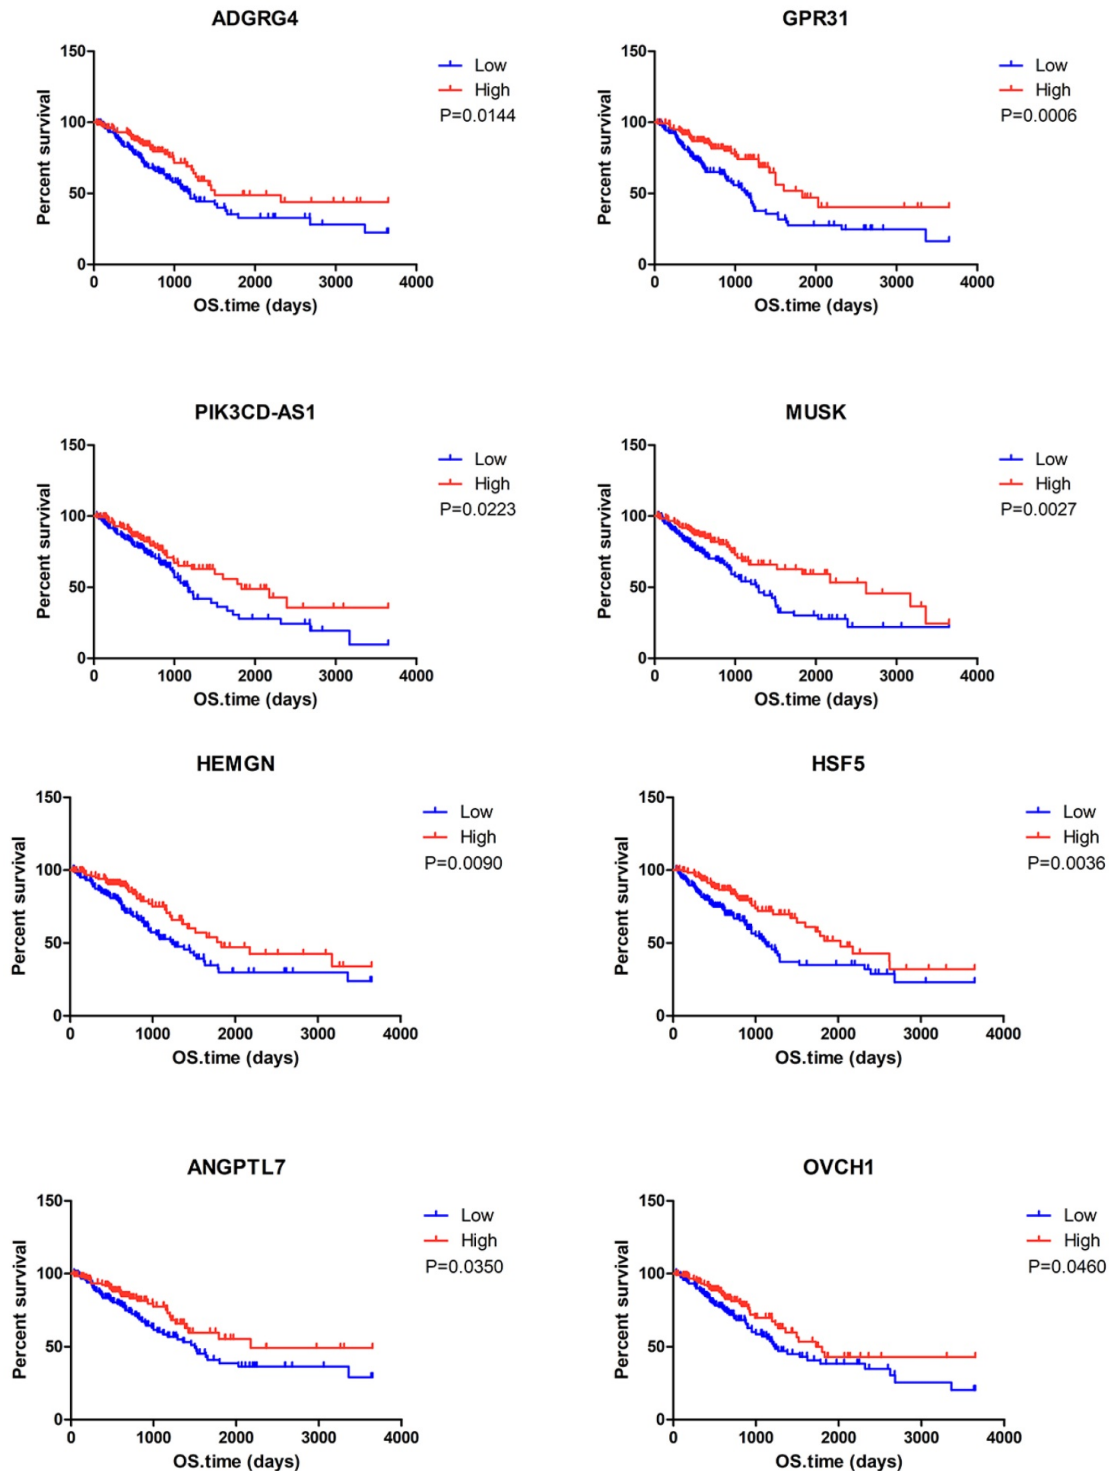 ADGRG4
150
100
50
0
Percent survival
0 1000 2000 3000 4000
OS.time (days)
Low
High
P=0.0144
GPR31
150
100
50
0
Percent survival
0 1000 2000 3000 4000
OS.time (days)
Low
High
P=0.0006
PIK3CD-AS1
150
100
50
0
Percent survival
0 1000 2000 3000 4000
OS.time (days)
Low
High
P=0.0223
MUSK
150
100
50
0
Percent survival
0 1000 2000 3000 4000
OS.time (days)
Low
High
P=0.0027
HEMGN
150
100
50
0
Percent survival
0 1000 2000 3000 4000
OS.time (days)
Low
High
P=0.0090
HSF5
150
100
50
0
Percent survival
0 1000 2000 3000 4000
OS.time (days)
Low
High
P=0.0036
ANGPTL7
150
100
50
0
Percent survival
0 1000 2000 3000 4000
OS.time (days)
Low
High
P=0.0350
OVCH1
150
100
50
0
Percent survival
0 1000 2000 3000 4000
OS.time (days)
Low
High
P=0.0460